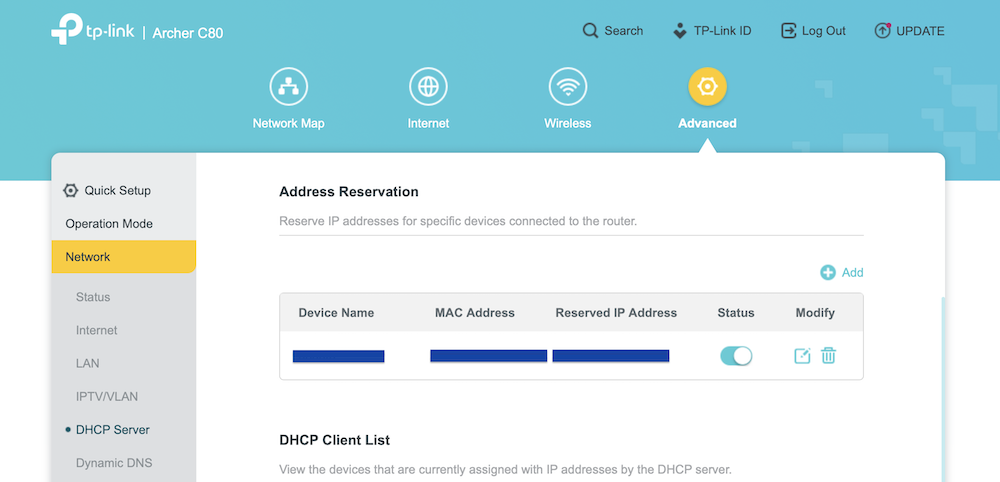 tp-link | Archer C80
Search
TP-Link ID
Log Out
UPDATE
Network Map
Internet
Wireless
Advanced
Quick Setup
Operation Mode
Network
Status
Internet
LAN
IPTV/VLAN
DHCP Server
Dynamic DNS
Address Reservation
Reserve IP addresses for specific devices connected to the router.
Add
Device Name MAC Address Reserved IP Address Status Modify
DHCP Client List
View the devices that are currently assigned with IP addresses by the DHCP server.